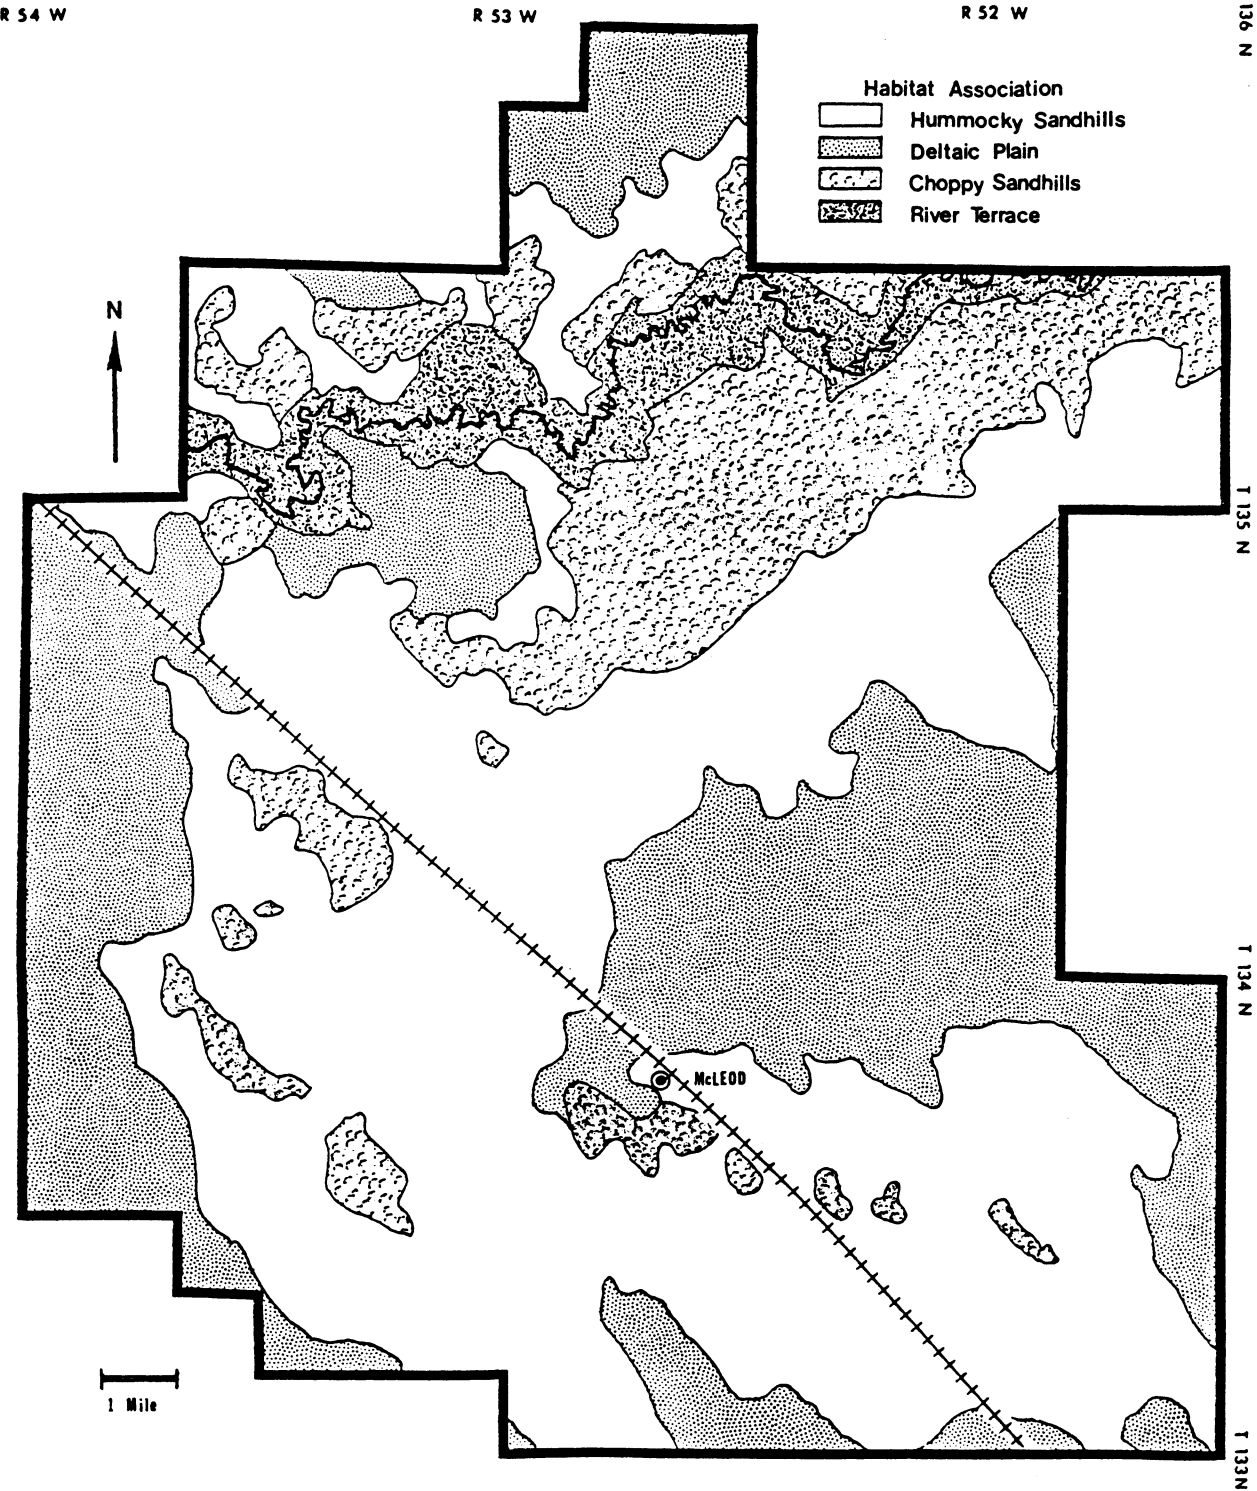 R 54 W
R 53 W
R 52 W
136 N
Habitat Association
Hummocky Sandhills
Deltaic Plain
Choppy Sandhills
River Terrace
N
T 135 N
T 134 N
McLEOD
1 Mile
T 133N